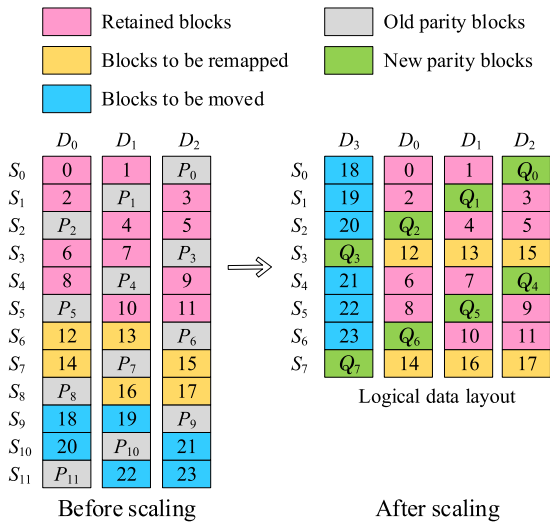 Retained blocks
Old parity blocks
Blocks to be remapped
New parity blocks
Blocks to be moved
D0 D1 D2
S0 0 1 P0
S1 2 P1 3
S2 P2 4 5
S3 6 7 P3
S4 8 P4 9
S5 P5 10 11
S6 12 13 P6
S7 14 P7 15
S8 P8 16 17
S9 18 19 P9
S10 20 P10 21
S11 P11 22 23
Before scaling
D3 D0 D1 D2
S0 18 0 1 Q0
S1 19 2 Q1 3
S2 20 Q2 4 5
S3 Q3 12 13 15
S4 21 6 7 Q4
S5 22 8 Q5 9
S6 23 Q6 10 11
S7 Q7 14 16 17
Logical data layout
After scaling